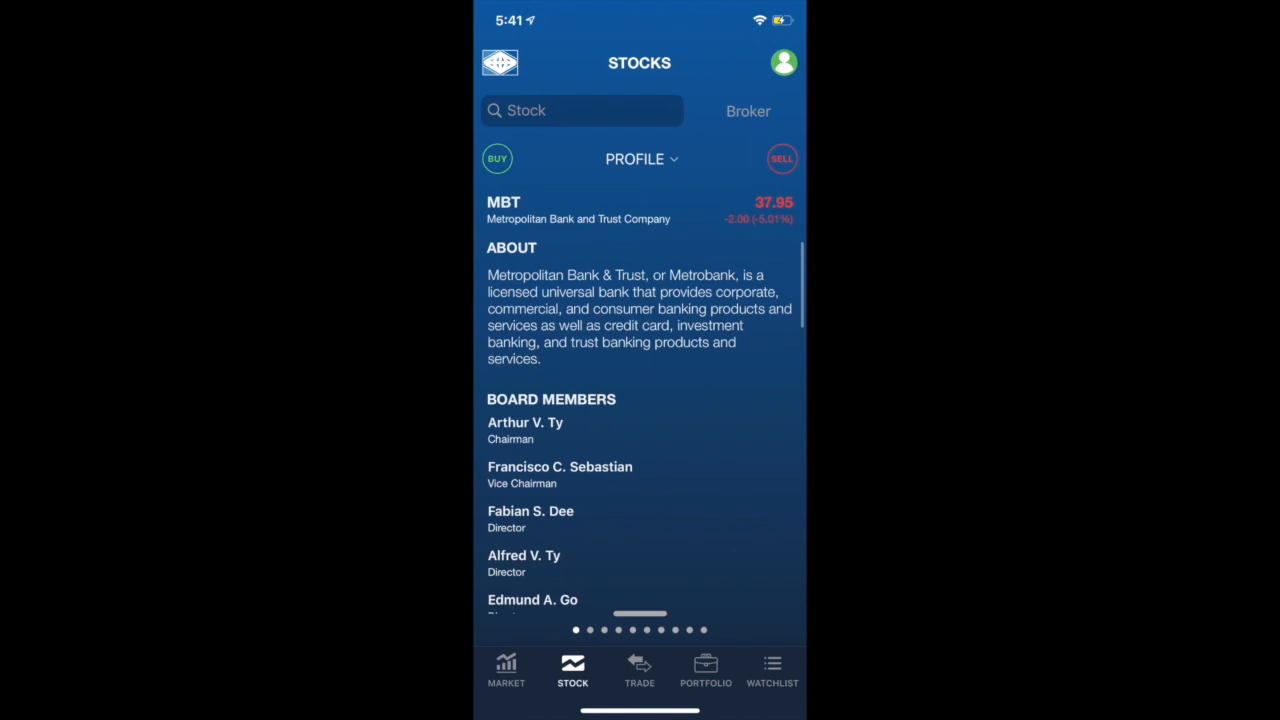 5:41
STOCKS
Stock
Broker
BUY
PROFILE
SELL
MBT
37.95
Metropolitan Bank and Trust Company
-2.00 (-5.01%)
ABOUT
Metropolitan Bank & Trust, or Metrobank, is a
licensed universal bank that provides corporate,
commercial, and consumer banking products and
services as well as credit card, investment
banking, and trust banking products and
services.
BOARD MEMBERS
Arthur V. Ty
Chairman
Francisco C. Sebastian
Vice Chairman
Fabian S. Dee
Director
Alfred V. Ty
Director
Edmund A. Go
MARKET
STOCK
TRADE
PORTFOLIO
WATCHLIST